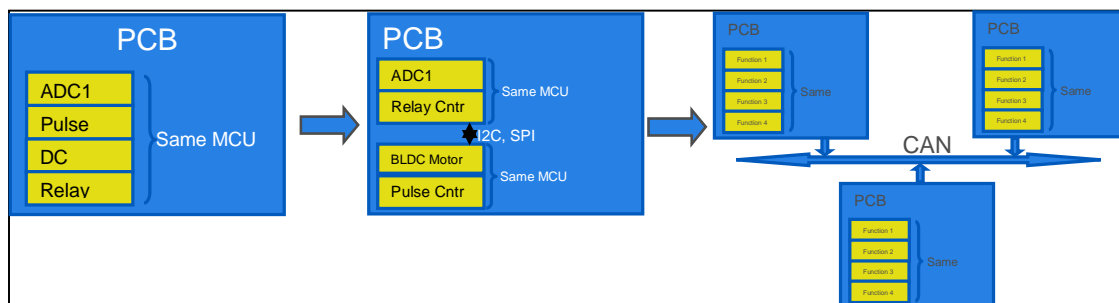 PCB
ADC1
Pulse
DC
Relay
Same MCU
PCB
ADC1
Relay Cntr
Same MCU
I2C, SPI
BLDC Motor
Pulse Cntr
Same MCU
PCB
Function 1
Function 2
Function 3
Function 4
Same
PCB
Function 1
Function 2
Function 3
Function 4
Same
CAN
PCB
Function 1
Function 2
Function 3
Function 4
Same